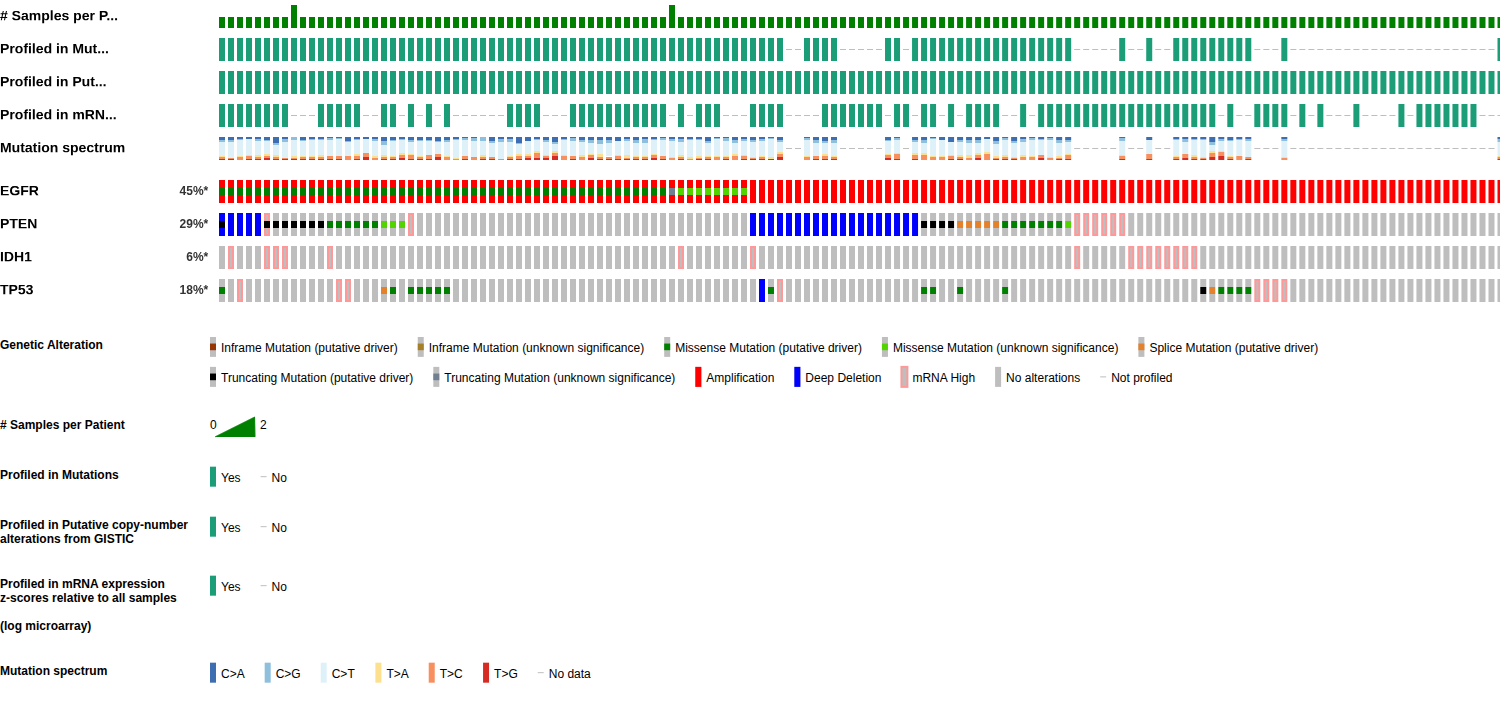 # Samples per P...
Profiled in Mut...
Profiled in Put...
Profiled in mRN...
Mutation spectrum
EGFR 45%*
PTEN 29%*
IDH1 6%*
TP53 18%*
Genetic Alteration Inframe Mutation (putative driver) Inframe Mutation (unknown significance) Missense Mutation (putative driver) Missense Mutation (unknown significance) Splice Mutation (putative driver)
Truncating Mutation (putative driver) Truncating Mutation (unknown significance) Amplification Deep Deletion mRNA High No alterations Not profiled
# Samples per Patient 0 2
Profiled in Mutations Yes No
Profiled in Putative copy-number
alterations from GISTIC Yes No
Profiled in mRNA expression
z-scores relative to all samples Yes No
(log microarray)
Mutation spectrum C>A C>G C>T T>A T>C T>G No data